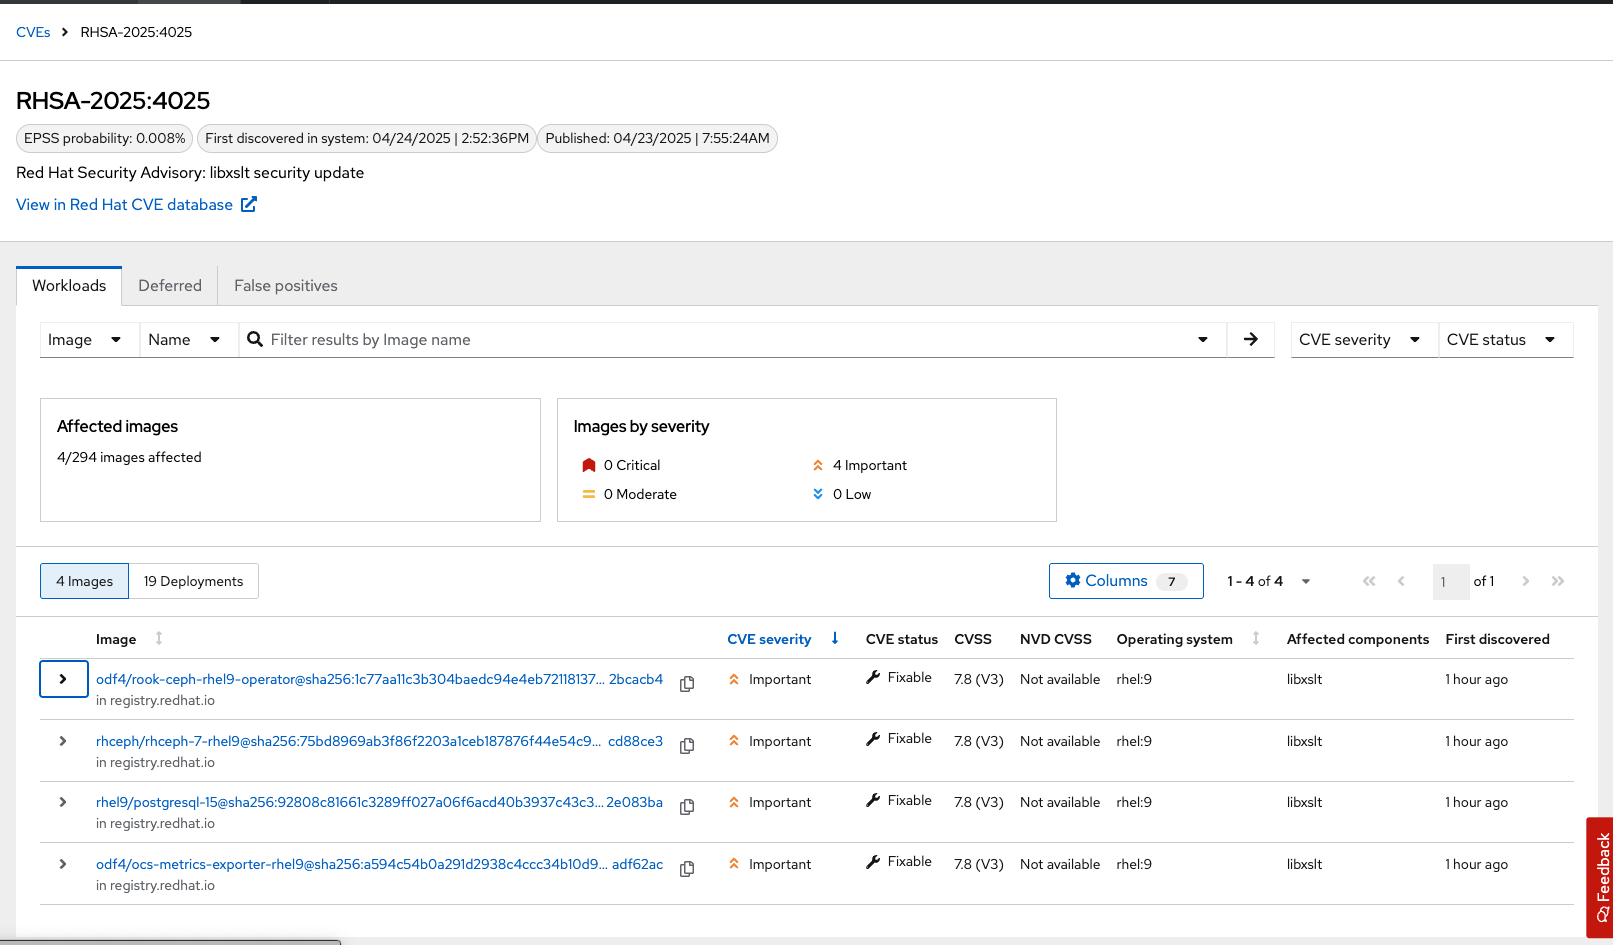 CVEs > RHSA-2025:4025
RHSA-2025:4025
EPSS probability: 0.008% First discovered in system: 04/24/2025 | 2:52:36PM Published: 04/23/2025 | 7:55:24AM
Red Hat Security Advisory: libxslt security update
View in Red Hat CVE database
Workloads Deferred False positives
Image Name Filter results by Image name CVE severity CVE status
Affected images
4/294 images affected
Images by severity
0 Critical 4 Important
0 Moderate 0 Low
4 Images 19 Deployments Columns 7 1 - 4 of 4 1 of 1
Image CVE severity CVE status CVSS NVD CVSS Operating system Affected components First discovered
odf4/rook-ceph-rhel9-operator@sha256:1c77aa11c3b304baedc94e4eb72118137... 2bcacb4 Important Fixable 7.8 (V3) Not available rhel:9 libxslt 1 hour ago
in registry.redhat.io
rhceph/rhceph-7-rhel9@sha256:75bd8969ab3f86f2203a1ceb187876f44e54c9... cd88ce3 Important Fixable 7.8 (V3) Not available rhel:9 libxslt 1 hour ago
in registry.redhat.io
rhel9/postgresql-15@sha256:92808c81661c3289ff027a06f6acd40b3937c43c3... 2e083ba Important Fixable 7.8 (V3) Not available rhel:9 libxslt 1 hour ago
in registry.redhat.io
odf4/ocs-metrics-exporter-rhel9@sha256:a594c54b0a291d2938c4ccc34b10d9... adf62ac Important Fixable 7.8 (V3) Not available rhel:9 libxslt 1 hour ago
in registry.redhat.io
Feedback